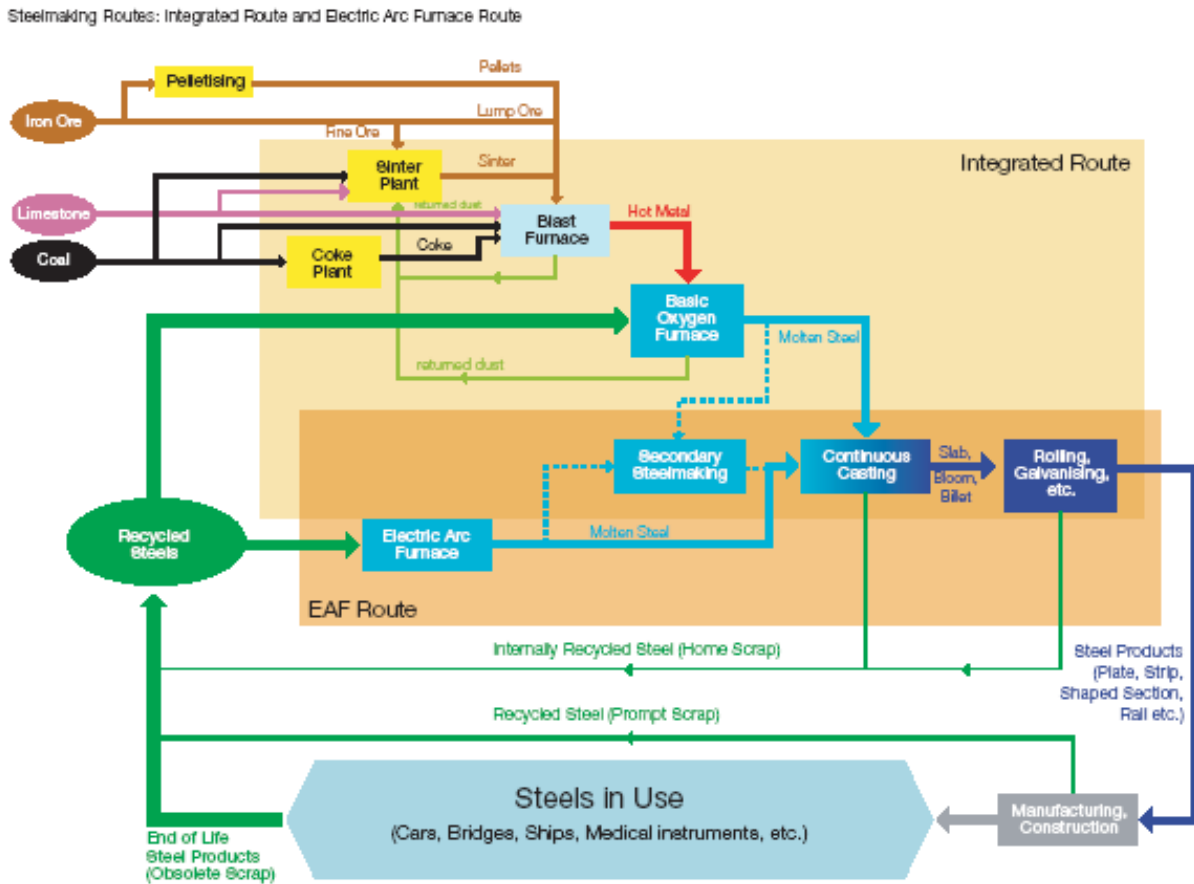 Steelmaking Routes: Integrated Route and Electric Arc Furnace Route
Pellets
Pelletising
Iron Ore
Lump Ore
Fine Ore
Integrated Route
Sinter
Plant
Sinter
Limestone
returned dust
Blast
Furnace
Hot Metal
Coal
Coke
Plant
Coke
Basic
Oxygen
Furnace
Molten Steel
returned dust
Secondary
Steelmaking
Continuous
Casting
Slab,
Bloom,
Billet
Rolling,
Galvanising,
etc.
Recycled
Steels
Electric Arc
Furnace
Molten Steel
EAF Route
Internally Recycled Steel (Home Scrap)
Steel Products
(Plate, Strip,
Shaped Section,
Rail etc.)
Recycled Steel (Prompt Scrap)
Steels in Use
(Cars, Bridges, Ships, Medical instruments, etc.)
Manufacturing,
Construction
End of Life
Steel Products
(Obsolete Scrap)